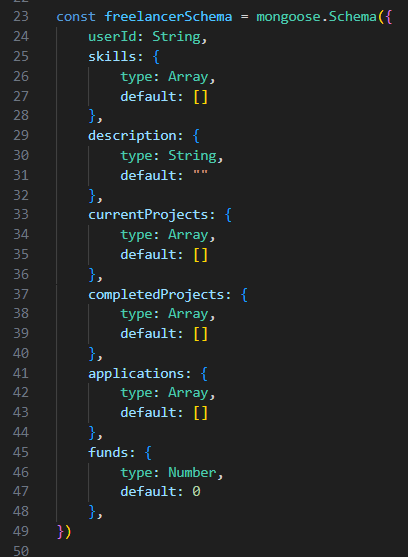 23 const freelancerSchema = mongoose.Schema({
24     userId: String,
25     skills: {
26         type: Array,
27         default: []
28     },
29     description: {
30         type: String,
31         default: ""
32     },
33     currentProjects: {
34         type: Array,
35         default: []
36     },
37     completedProjects: {
38         type: Array,
39         default: []
40     },
41     applications: {
42         type: Array,
43         default: []
44     },
45     funds: {
46         type: Number,
47         default: 0
48     },
49 })
50